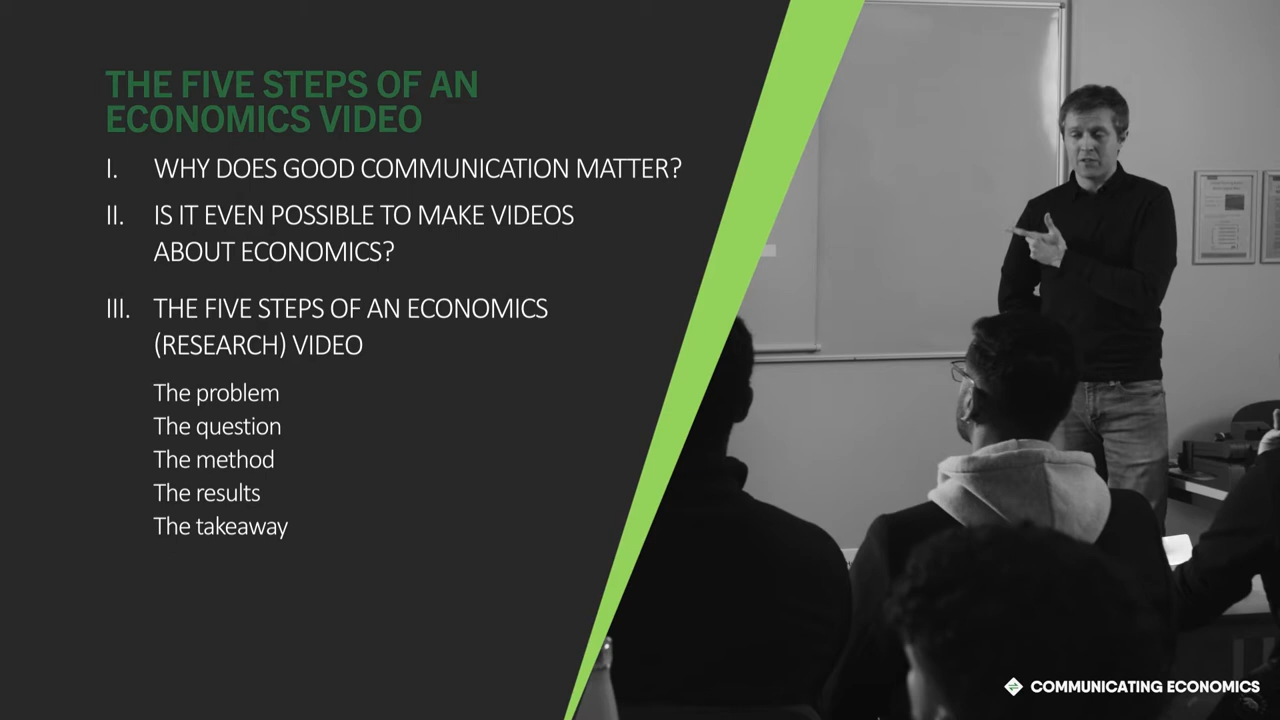 THE FIVE STEPS OF AN
ECONOMICS VIDEO
I. WHY DOES GOOD COMMUNICATION MATTER?
II. IS IT EVEN POSSIBLE TO MAKE VIDEOS
ABOUT ECONOMICS?
III. THE FIVE STEPS OF AN ECONOMICS
(RESEARCH) VIDEO
The problem
The question
The method
The results
The takeaway
COMMUNICATING ECONOMICS